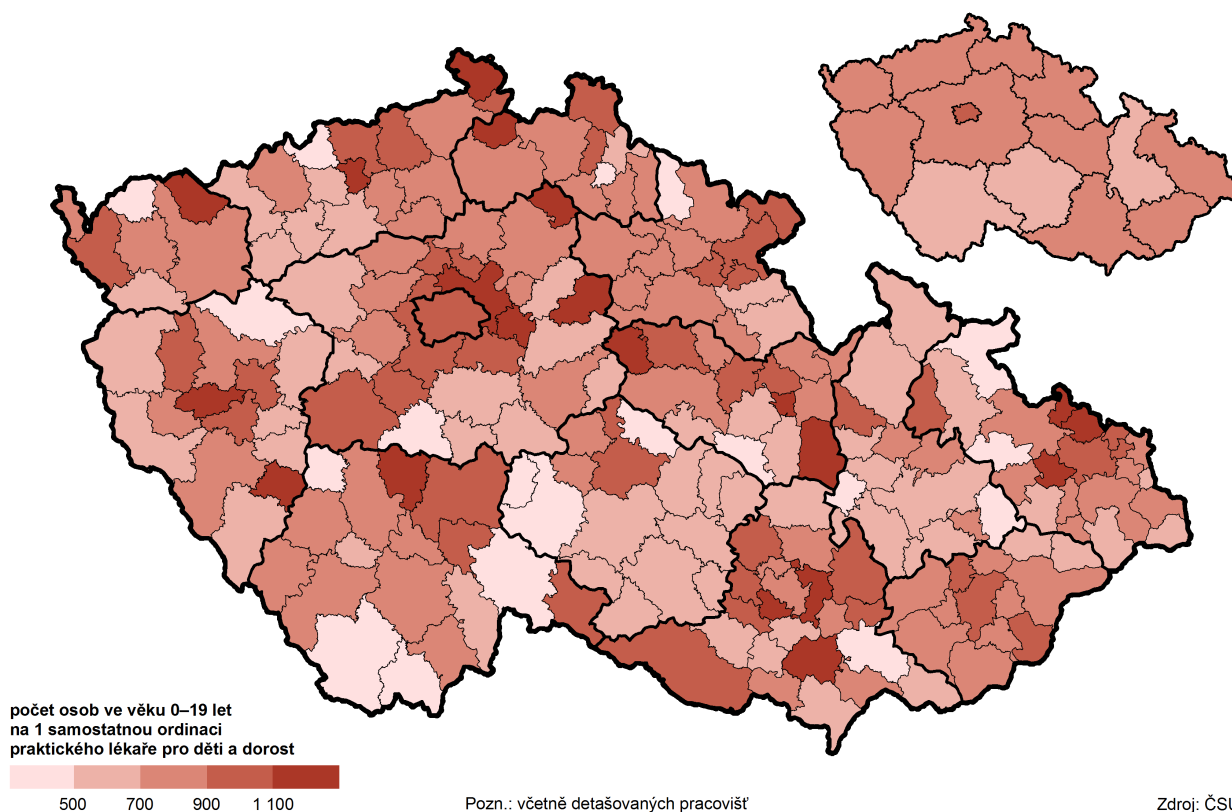 počet osob ve věku 0–19 let
na 1 samostatnou ordinaci
praktického lékaře pro děti a dorost
500 700 900 1 100
Pozn.: včetně detašovaných pracovišť
Zdroj: